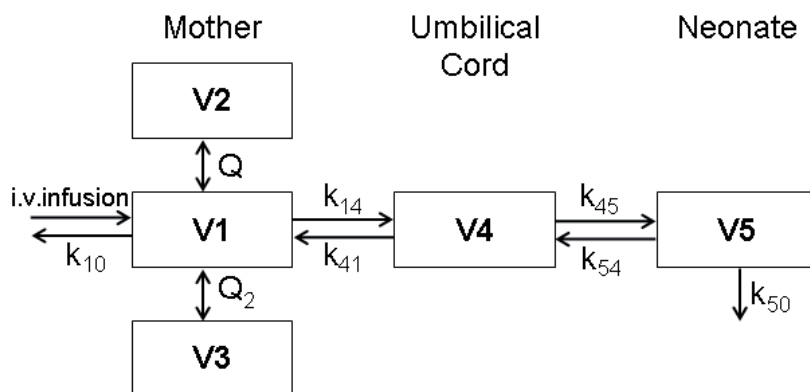 Mother
Umbilical
Cord
Neonate
V2
Q
i.v.infusion
k10
V1
k14
k41
V4
k45
k54
V5
k50
Q2
V3